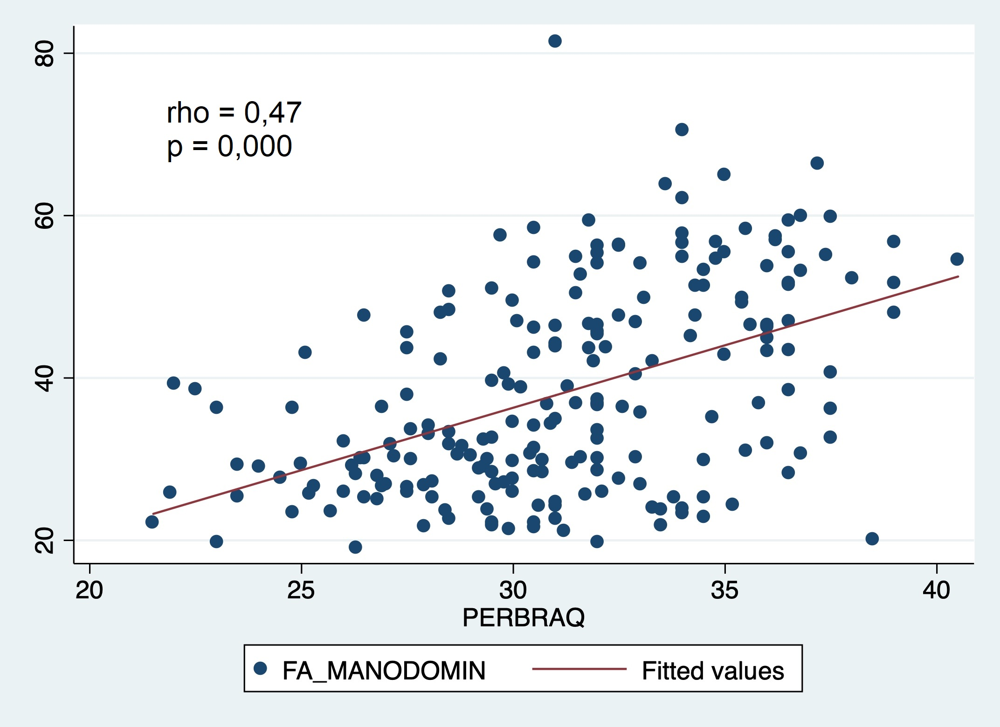 80
rho = 0,47
p = 0,000
60
40
20
20 25 30 35 40
PERBRAQ
FA_MANODOMIN Fitted values